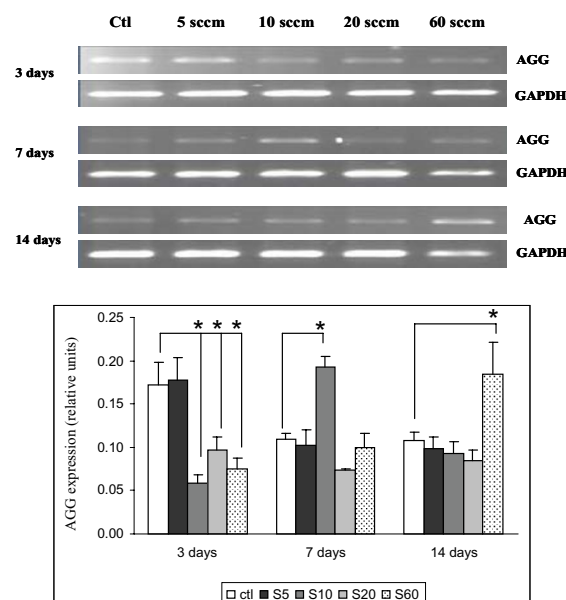 Ctl 5 sccm 10 sccm 20 sccm 60 sccm
AGG
3 days
GAPDH
AGG
7 days
GAPDH
AGG
14 days
GAPDH
AGG expression (relative units)
0.25
0.20
0.15
0.10
0.05
0.00
* * *
*
*
3 days 7 days 14 days
ctl S5 S10 S20 S60